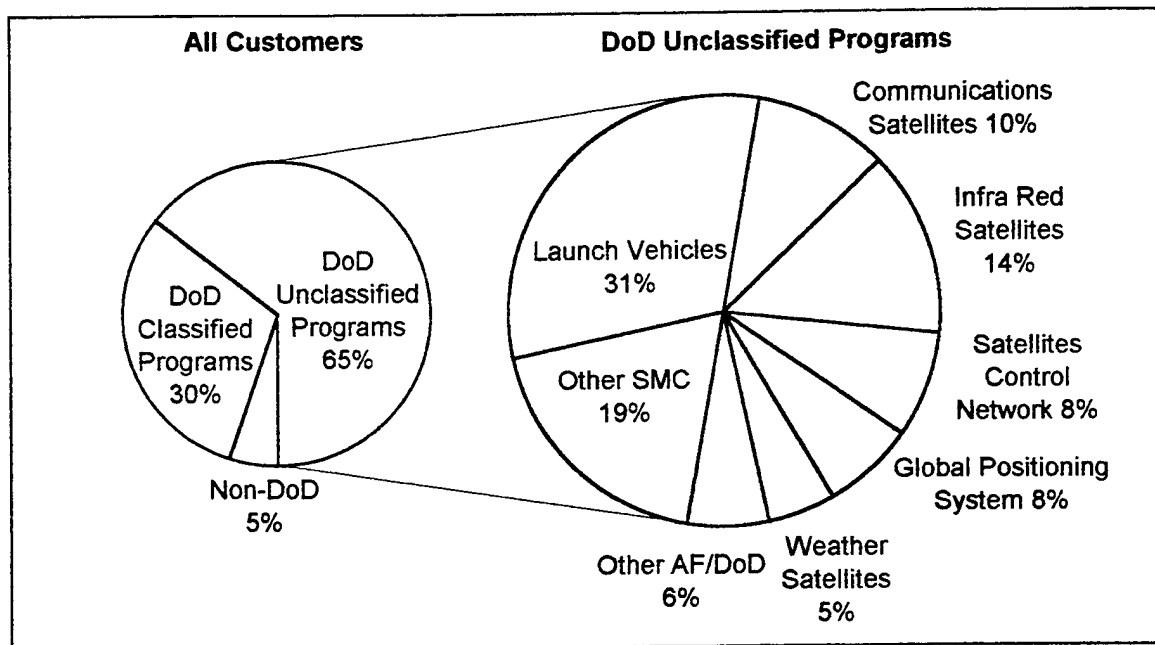 All Customers
DoD Unclassified Programs
DoD
Unclassified
Programs
65%
DoD
Classified
Programs
30%
Non-DoD
5%
Communications
Satellites 10%
Infra Red
Satellites
14%
Satellites
Control
Network 8%
Global Positioning
System 8%
Weather
Satellites
5%
Other AF/DoD
6%
Other SMC
19%
Launch Vehicles
31%